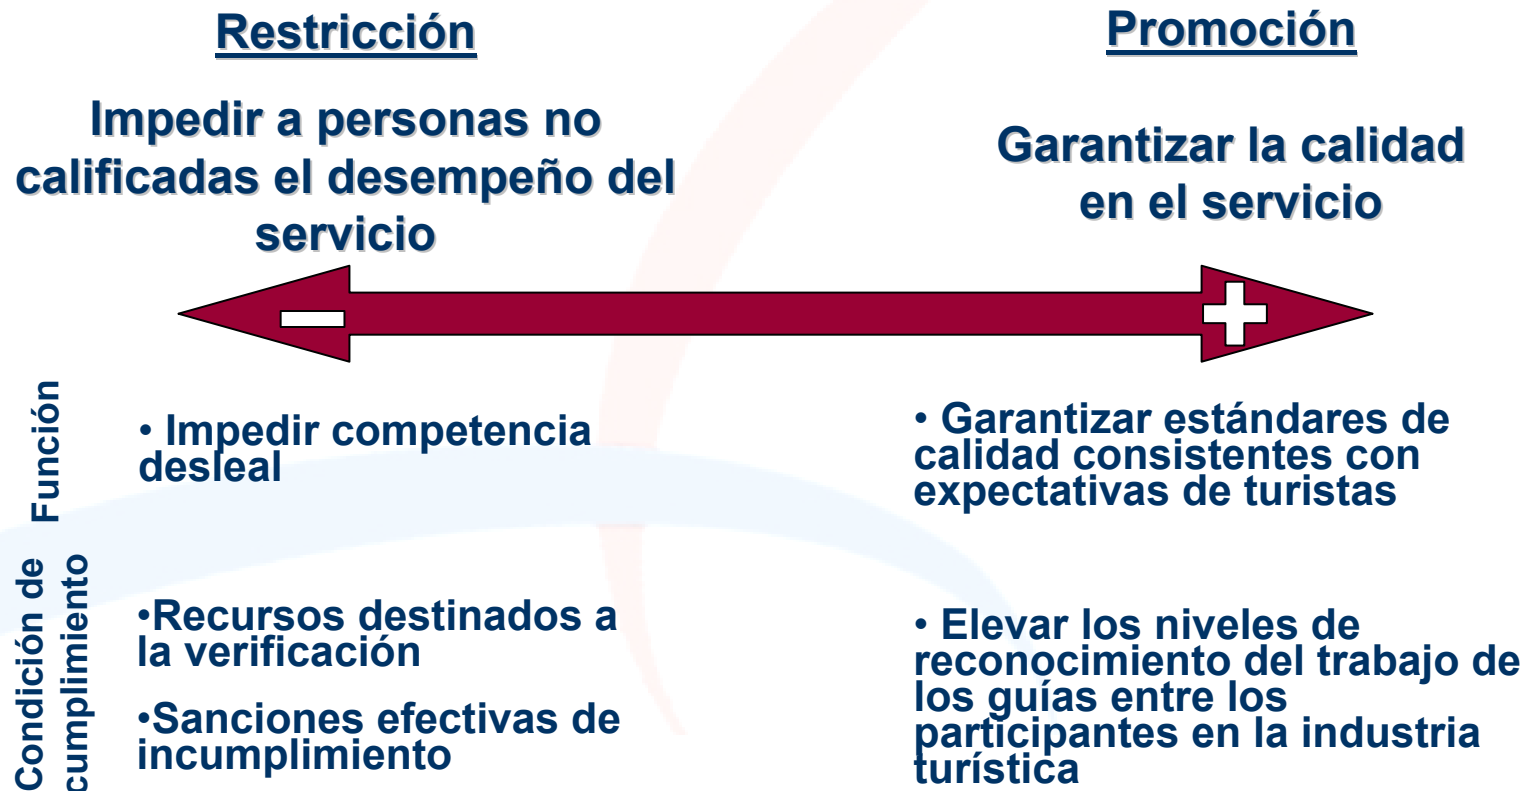 Restricción
Impedir a personas no
calificadas el desempeño del
servicio
Promoción
Garantizar la calidad
en el servicio
Función
• Impedir competencia
desleal
• Garantizar estándares de
calidad consistentes con
expectativas de turistas
Condición de
cumplimiento
•Recursos destinados a
la verificación
•Sanciones efectivas de
incumplimiento
• Elevar los niveles de
reconocimiento del trabajo de
los guías entre los
participantes en la industria
turística